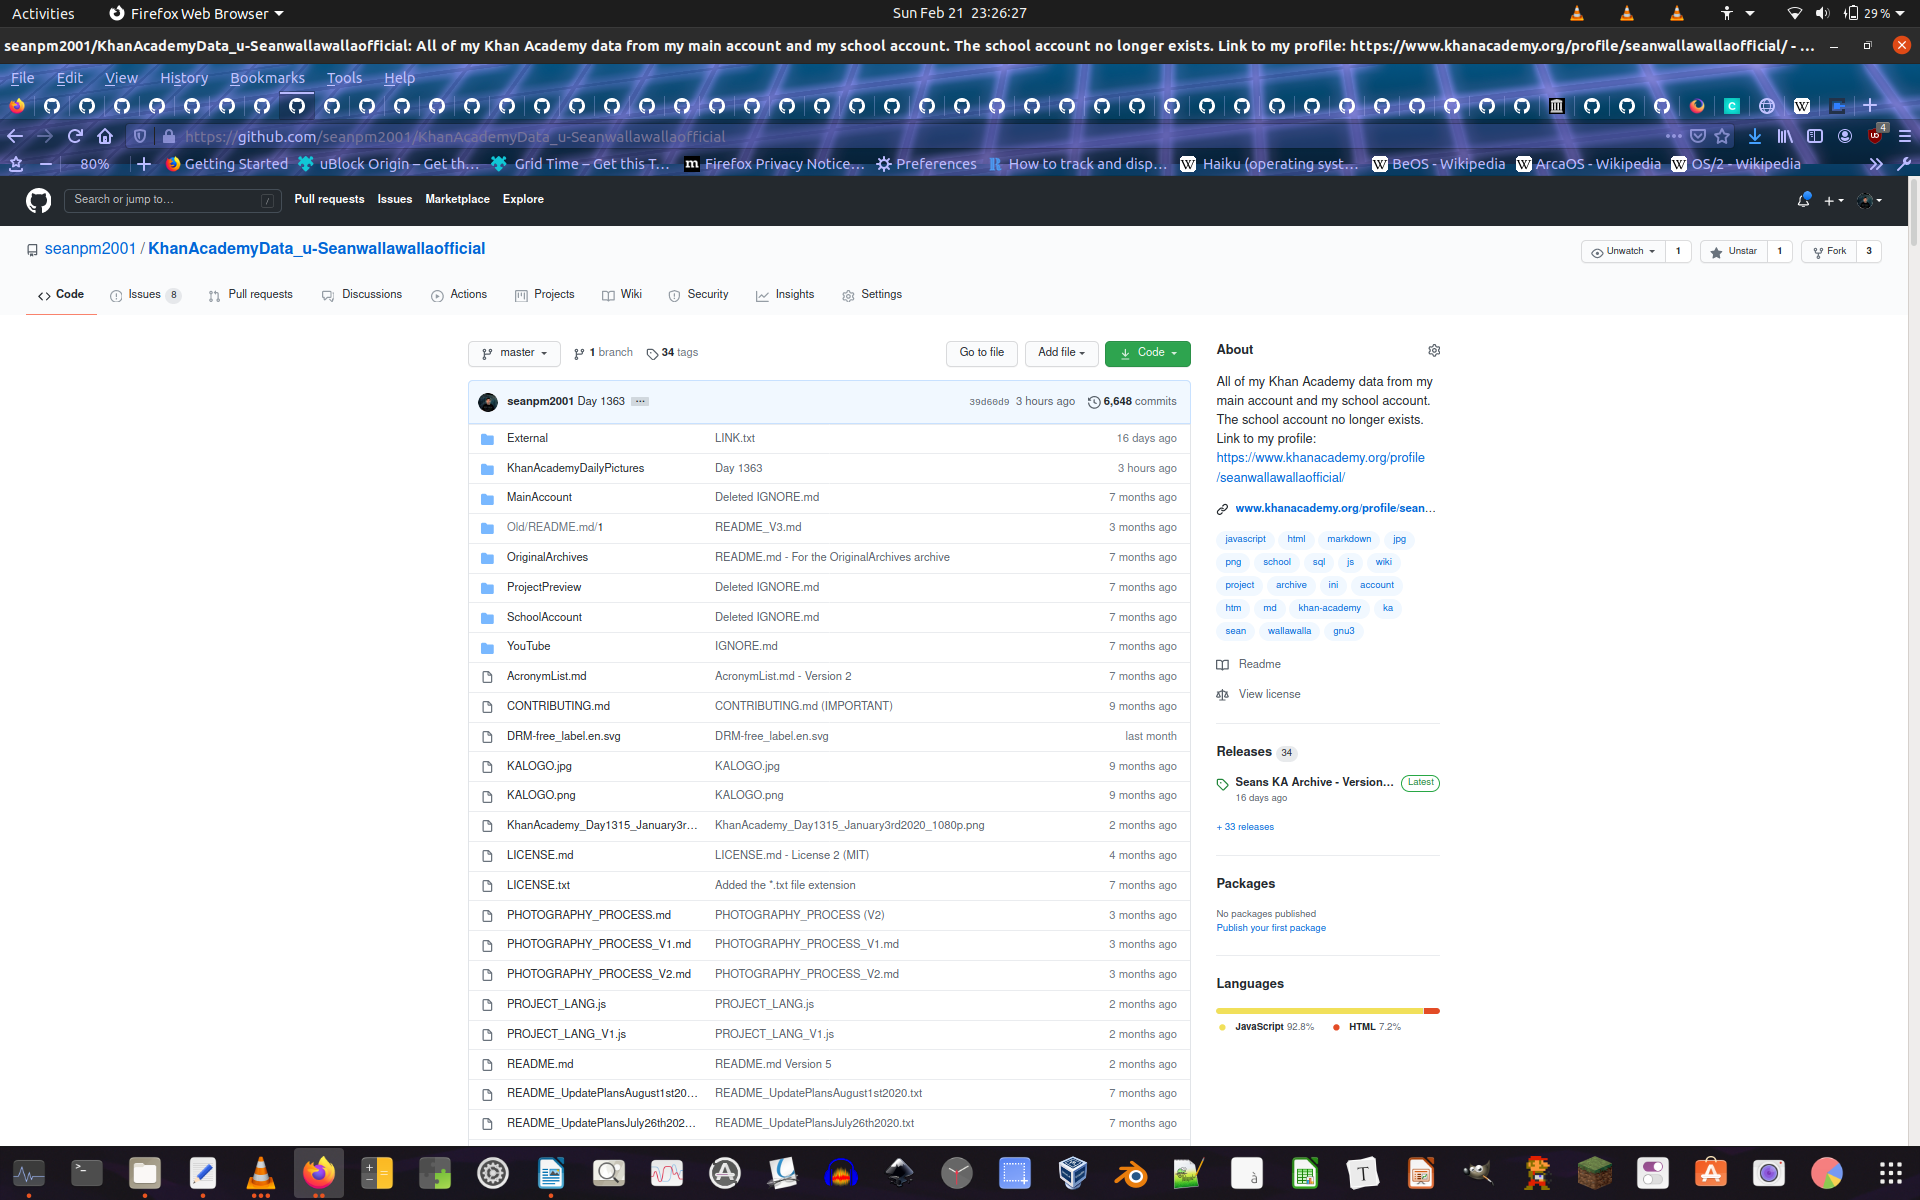 Activities Firefox Web Browser Sun Feb 21 23:26:27 29 %
seanpm2001/KhanAcademyData_u-Seanwallawallaofficial: All of my Khan Academy data from my main account and my school account. The school account no longer exists. Link to my profile: https://www.khanacademy.org/profile/seanwallawallaofficial/ - ...
File Edit View History Bookmarks Tools Help
https://github.com/seanpm2001/KhanAcademyData_u-Seanwallawallaofficial 4
80% Getting Started uBlock Origin – Get th… Grid Time – Get this T… Firefox Privacy Notice… Preferences How to track and disp… Haiku (operating syst… BeOS - Wikipedia ArcaOS - Wikipedia OS/2 - Wikipedia
Search or jump to… / Pull requests Issues Marketplace Explore
seanpm2001 / KhanAcademyData_u-Seanwallawallaofficial Unwatch 1 Unstar 1 Fork 3
Code Issues 8 Pull requests Discussions Actions Projects Wiki Security Insights Settings
master 1 branch 34 tags Go to file Add file Code
seanpm2001 Day 1363 ... 39d60d9 3 hours ago 6,648 commits
External LINK.txt 16 days ago
KhanAcademyDailyPictures Day 1363 3 hours ago
MainAccount Deleted IGNORE.md 7 months ago
Old/README.md/1 README_V3.md 3 months ago
OriginalArchives README.md - For the OriginalArchives archive 7 months ago
ProjectPreview Deleted IGNORE.md 7 months ago
SchoolAccount Deleted IGNORE.md 7 months ago
YouTube IGNORE.md 7 months ago
AcronymList.md AcronymList.md - Version 2 7 months ago
CONTRIBUTING.md CONTRIBUTING.md (IMPORTANT) 9 months ago
DRM-free_label.en.svg DRM-free_label.en.svg last month
KALOGO.jpg KALOGO.jpg 9 months ago
KALOGO.png KALOGO.png 9 months ago
KhanAcademy_Day1315_January3r… KhanAcademy_Day1315_January3rd2020_1080p.png 2 months ago
LICENSE.md LICENSE.md - License 2 (MIT) 4 months ago
LICENSE.txt Added the *.txt file extension 7 months ago
PHOTOGRAPHY_PROCESS.md PHOTOGRAPHY_PROCESS (V2) 3 months ago
PHOTOGRAPHY_PROCESS_V1.md PHOTOGRAPHY_PROCESS_V1.md 3 months ago
PHOTOGRAPHY_PROCESS_V2.md PHOTOGRAPHY_PROCESS_V2.md 3 months ago
PROJECT_LANG.js PROJECT_LANG.js 2 months ago
PROJECT_LANG_V1.js PROJECT_LANG_V1.js 2 months ago
README.md README.md Version 5 2 months ago
README_UpdatePlansAugust1st20… README_UpdatePlansAugust1st2020.txt 7 months ago
README_UpdatePlansJuly26th202… README_UpdatePlansJuly26th2020.txt 7 months ago
About
All of my Khan Academy data from my
main account and my school account.
The school account no longer exists.
Link to my profile:
https://www.khanacademy.org/profile
/seanwallawallaofficial/
www.khanacademy.org/profile/sean…
javascript html markdown jpg
png school sql js wiki
project archive ini account
htm md khan-academy ka
sean wallawalla gnu3
Readme
View license
Releases 34
Seans KA Archive - Version… Latest
16 days ago
+ 33 releases
Packages
No packages published
Publish your first package
Languages
JavaScript 92.8% HTML 7.2%